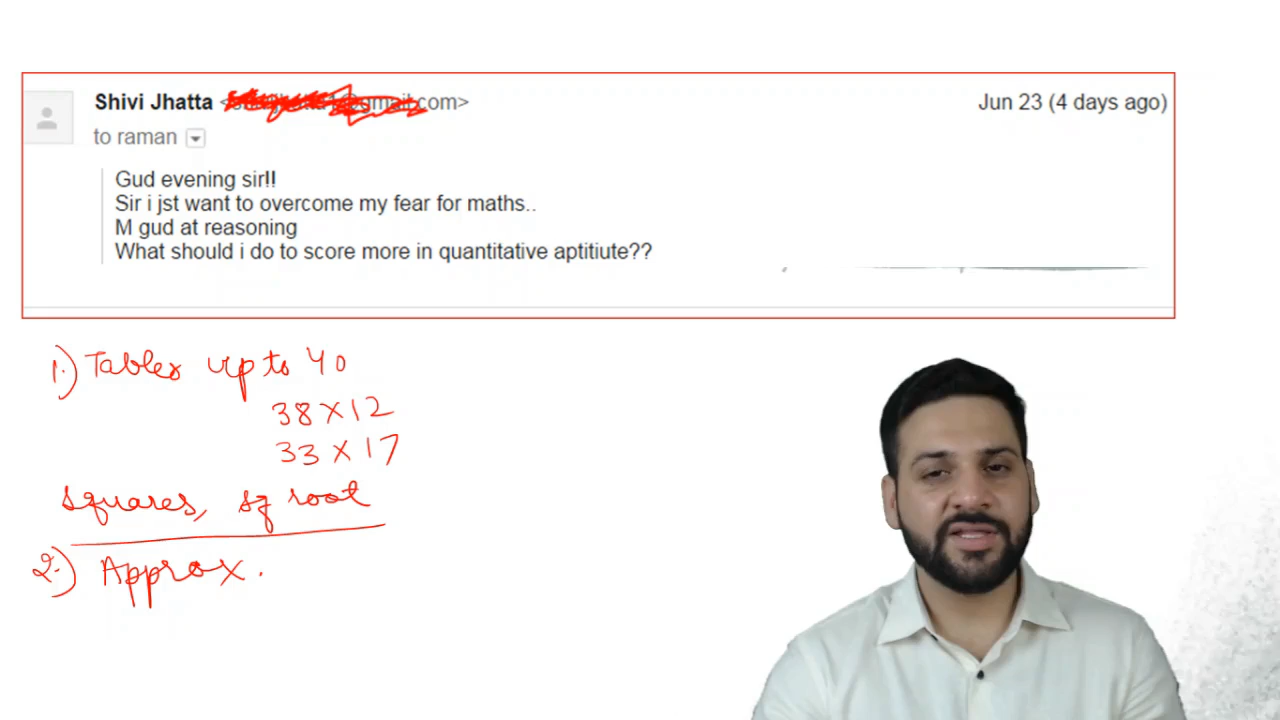 Shivi Jhatta @gmail.com>
Jun 23 (4 days ago)
to raman
Gud evening sir!!
Sir i jst want to overcome my fear for maths..
M gud at reasoning
What should i do to score more in quantitative aptitiute??
1.) Tables up to 40
38 X 12
33 X 17
Squares, sq root
2.) Approx.